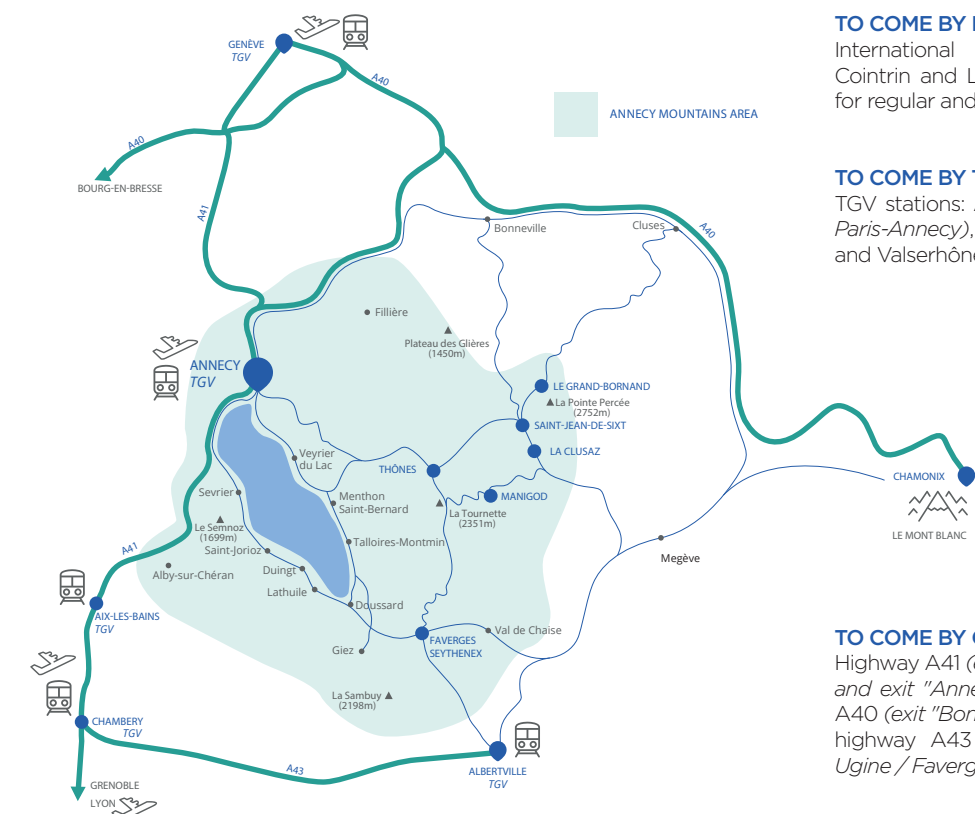 GENÈVE
TGV
A40
A40
BOURG-EN-BRESSE
A41
ANNECY MOUNTAINS AREA
Bonneville
Cluses
A40
Fillière
Plateau des Glières
(1450m)
ANNECY
TGV
LE GRAND-BORNAND
La Pointe Percée
(2752m)
SAINT-JEAN-DE-SIXT
LA CLUSAZ
Veyrier
du Lac
THÔNES
MANIGOD
CHAMONIX
Sevrier
Menthon
Saint-Bernard
La Tournette
(2351m)
Le Semnoz
(1699m)
LE MONT BLANC
Saint-Jorioz
Talloires-Montmin
A41
Alby-sur-Chéran
Duingt
Megève
Lathuile
Doussard
AIX-LES-BAINS
TGV
FAVERGES
SEYTHENEX
Val de Chaise
Giez
La Sambuy
(2198m)
CHAMBERY
TGV
A43
ALBERTVILLE
TGV
GRENOBLE
LYON
TO COME BY
International
Cointrin and
for regular and
TO COME BY
TGV stations:
Paris-Annecy),
and Valserhône
TO COME BY
Highway A41
and exit "Anne
A40 (exit "Bon
highway A43
Ugine / Faverg